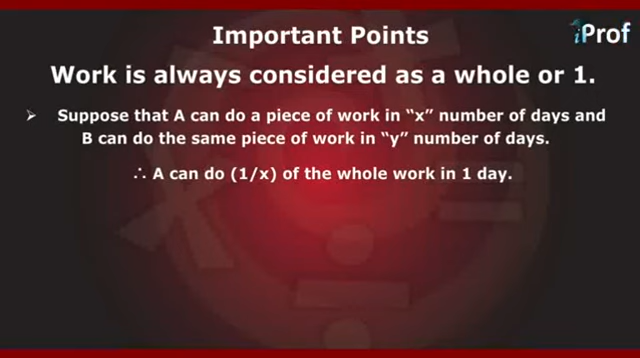 Important Points
iProf
Work is always considered as a whole or 1.
➤ Suppose that A can do a piece of work in “x” number of days and
B can do the same piece of work in “y” number of days.
∴ A can do (1/x) of the whole work in 1 day.